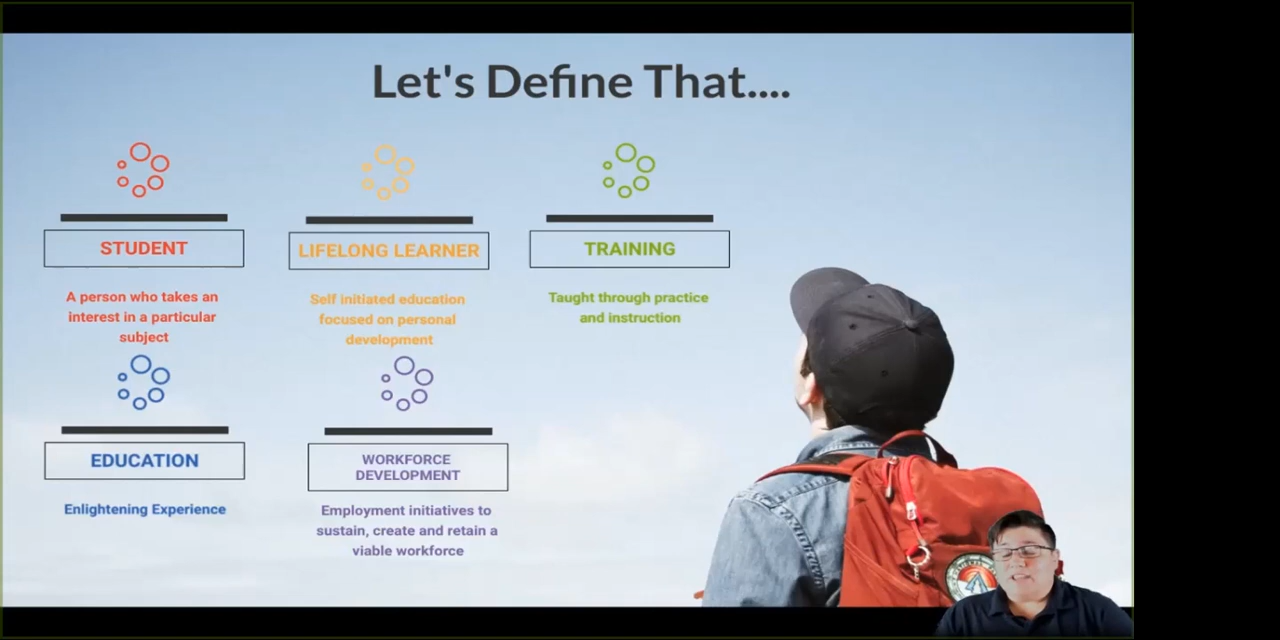 Let's Define That....
STUDENT
A person who takes an
interest in a particular
subject
LIFELONG LEARNER
Self initiated education
focused on personal
development
TRAINING
Taught through practice
and instruction
EDUCATION
Enlightening Experience
WORKFORCE
DEVELOPMENT
Employment initiatives to
sustain, create and retain a
viable workforce